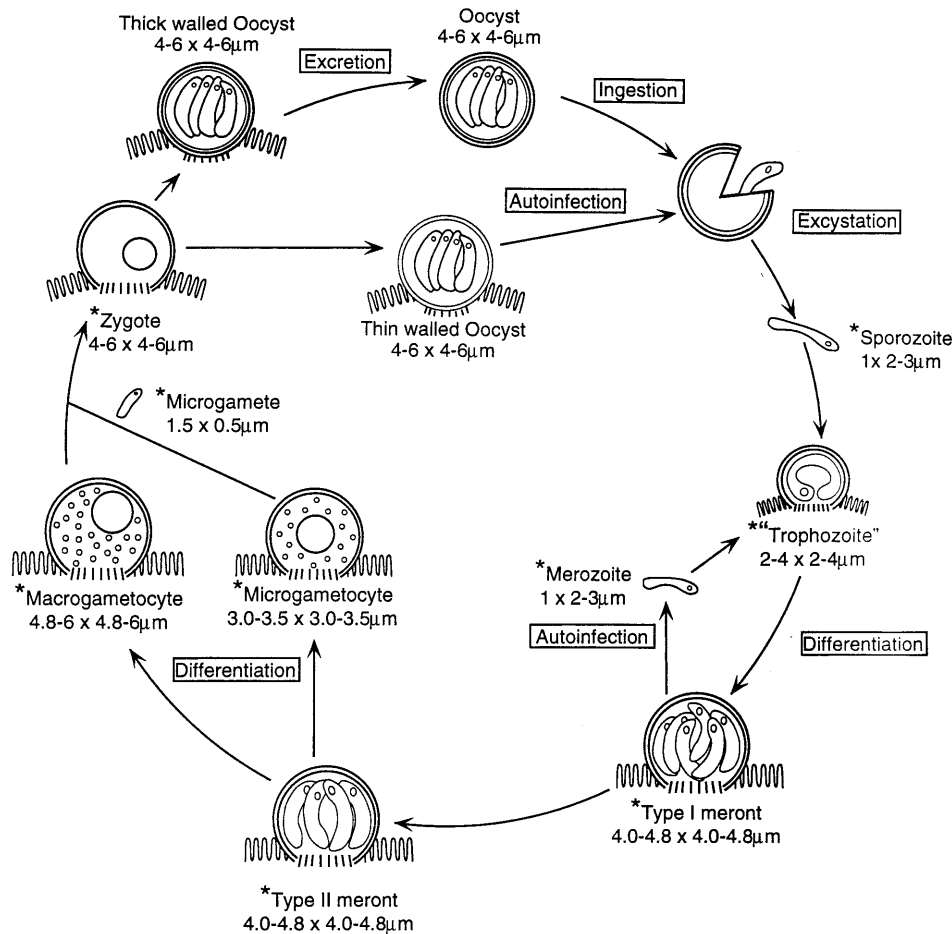 Thick walled Oocyst
4-6 x 4-6µm
Excretion
Oocyst
4-6 x 4-6µm
Ingestion
Autoinfection
Excystation
*Zygote
4-6 x 4-6µm
Thin walled Oocyst
4-6 x 4-6µm
*Sporozoite
1x 2-3µm
*Microgamete
1.5 x 0.5µm
*"Trophozoite"
2-4 x 2-4µm
*Merozoite
1 x 2-3µm
Autoinfection
Differentiation
*Macrogametocyte
4.8-6 x 4.8-6µm
*Microgametocyte
3.0-3.5 x 3.0-3.5µm
Differentiation
*Type I meront
4.0-4.8 x 4.0-4.8µm
*Type II meront
4.0-4.8 x 4.0-4.8µm